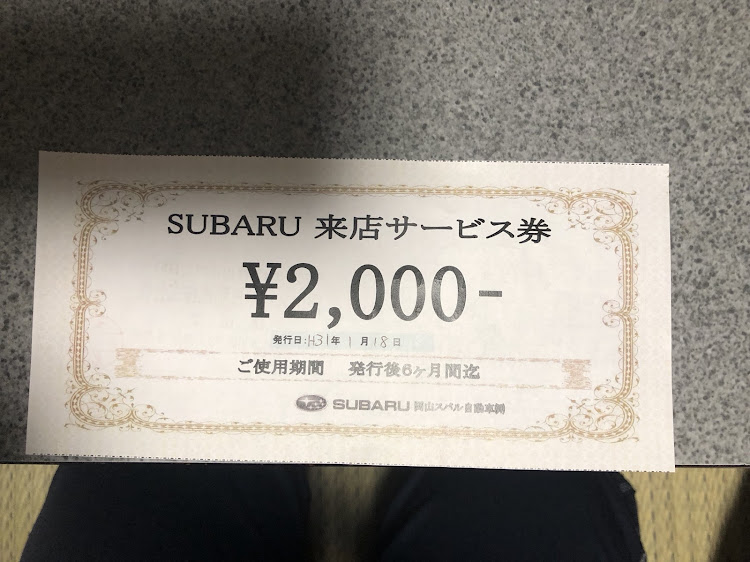 SUBARU 来店サービス券
¥2,000-
発行日:H31年1月18日
ご使用期間 発行後6ヶ月間迄
SUBARU 岡山スバル自動車㈱